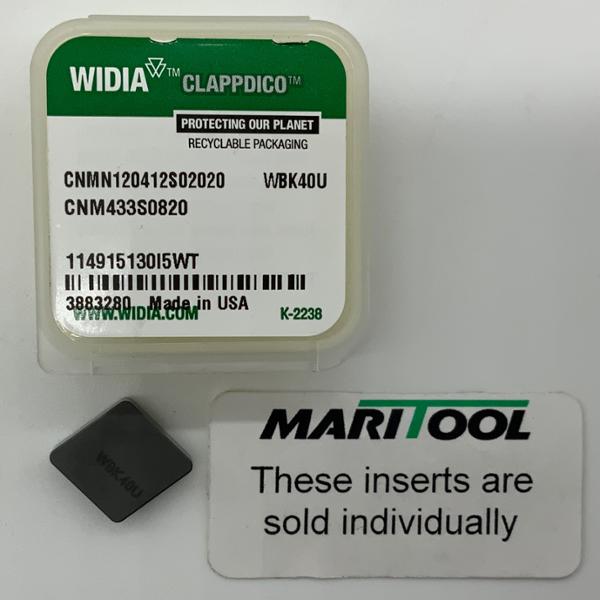 WIDIA™ CLAPPDICO™
PROTECTING OUR PLANET
RECYCLABLE PACKAGING
CNMN120412S02020 WBK40U
CNM433S0820
114915130I5WT
3883280 Made in USA
WWW.WIDIA.COM K-2238
WBK40U
MARITOOL
These inserts are
sold individually